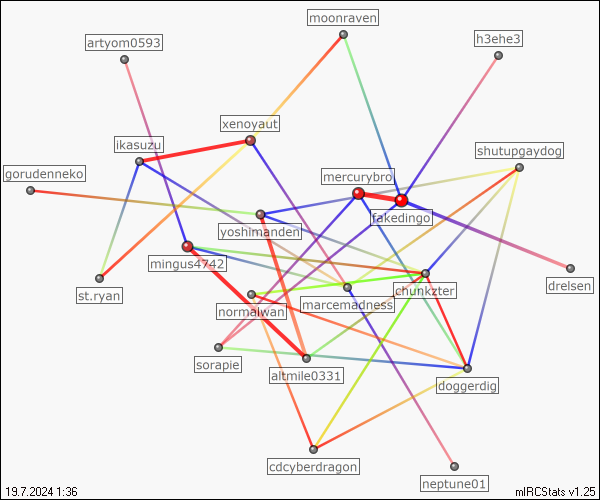 moonraven
h3ehe3
artyom0593
xenoyaut
ikasuzu
shutupgaydog
gorudenneko
mercurybro
fakedingo
yoshimanden
mingus4742
drelsen
st.ryan
chunkzter
marcemadness
normalwan
sorapie
altmile0331
doggerdig
cdcyberdragon
neptune01
19.7.2024 1:36
mIRCStats v1.25